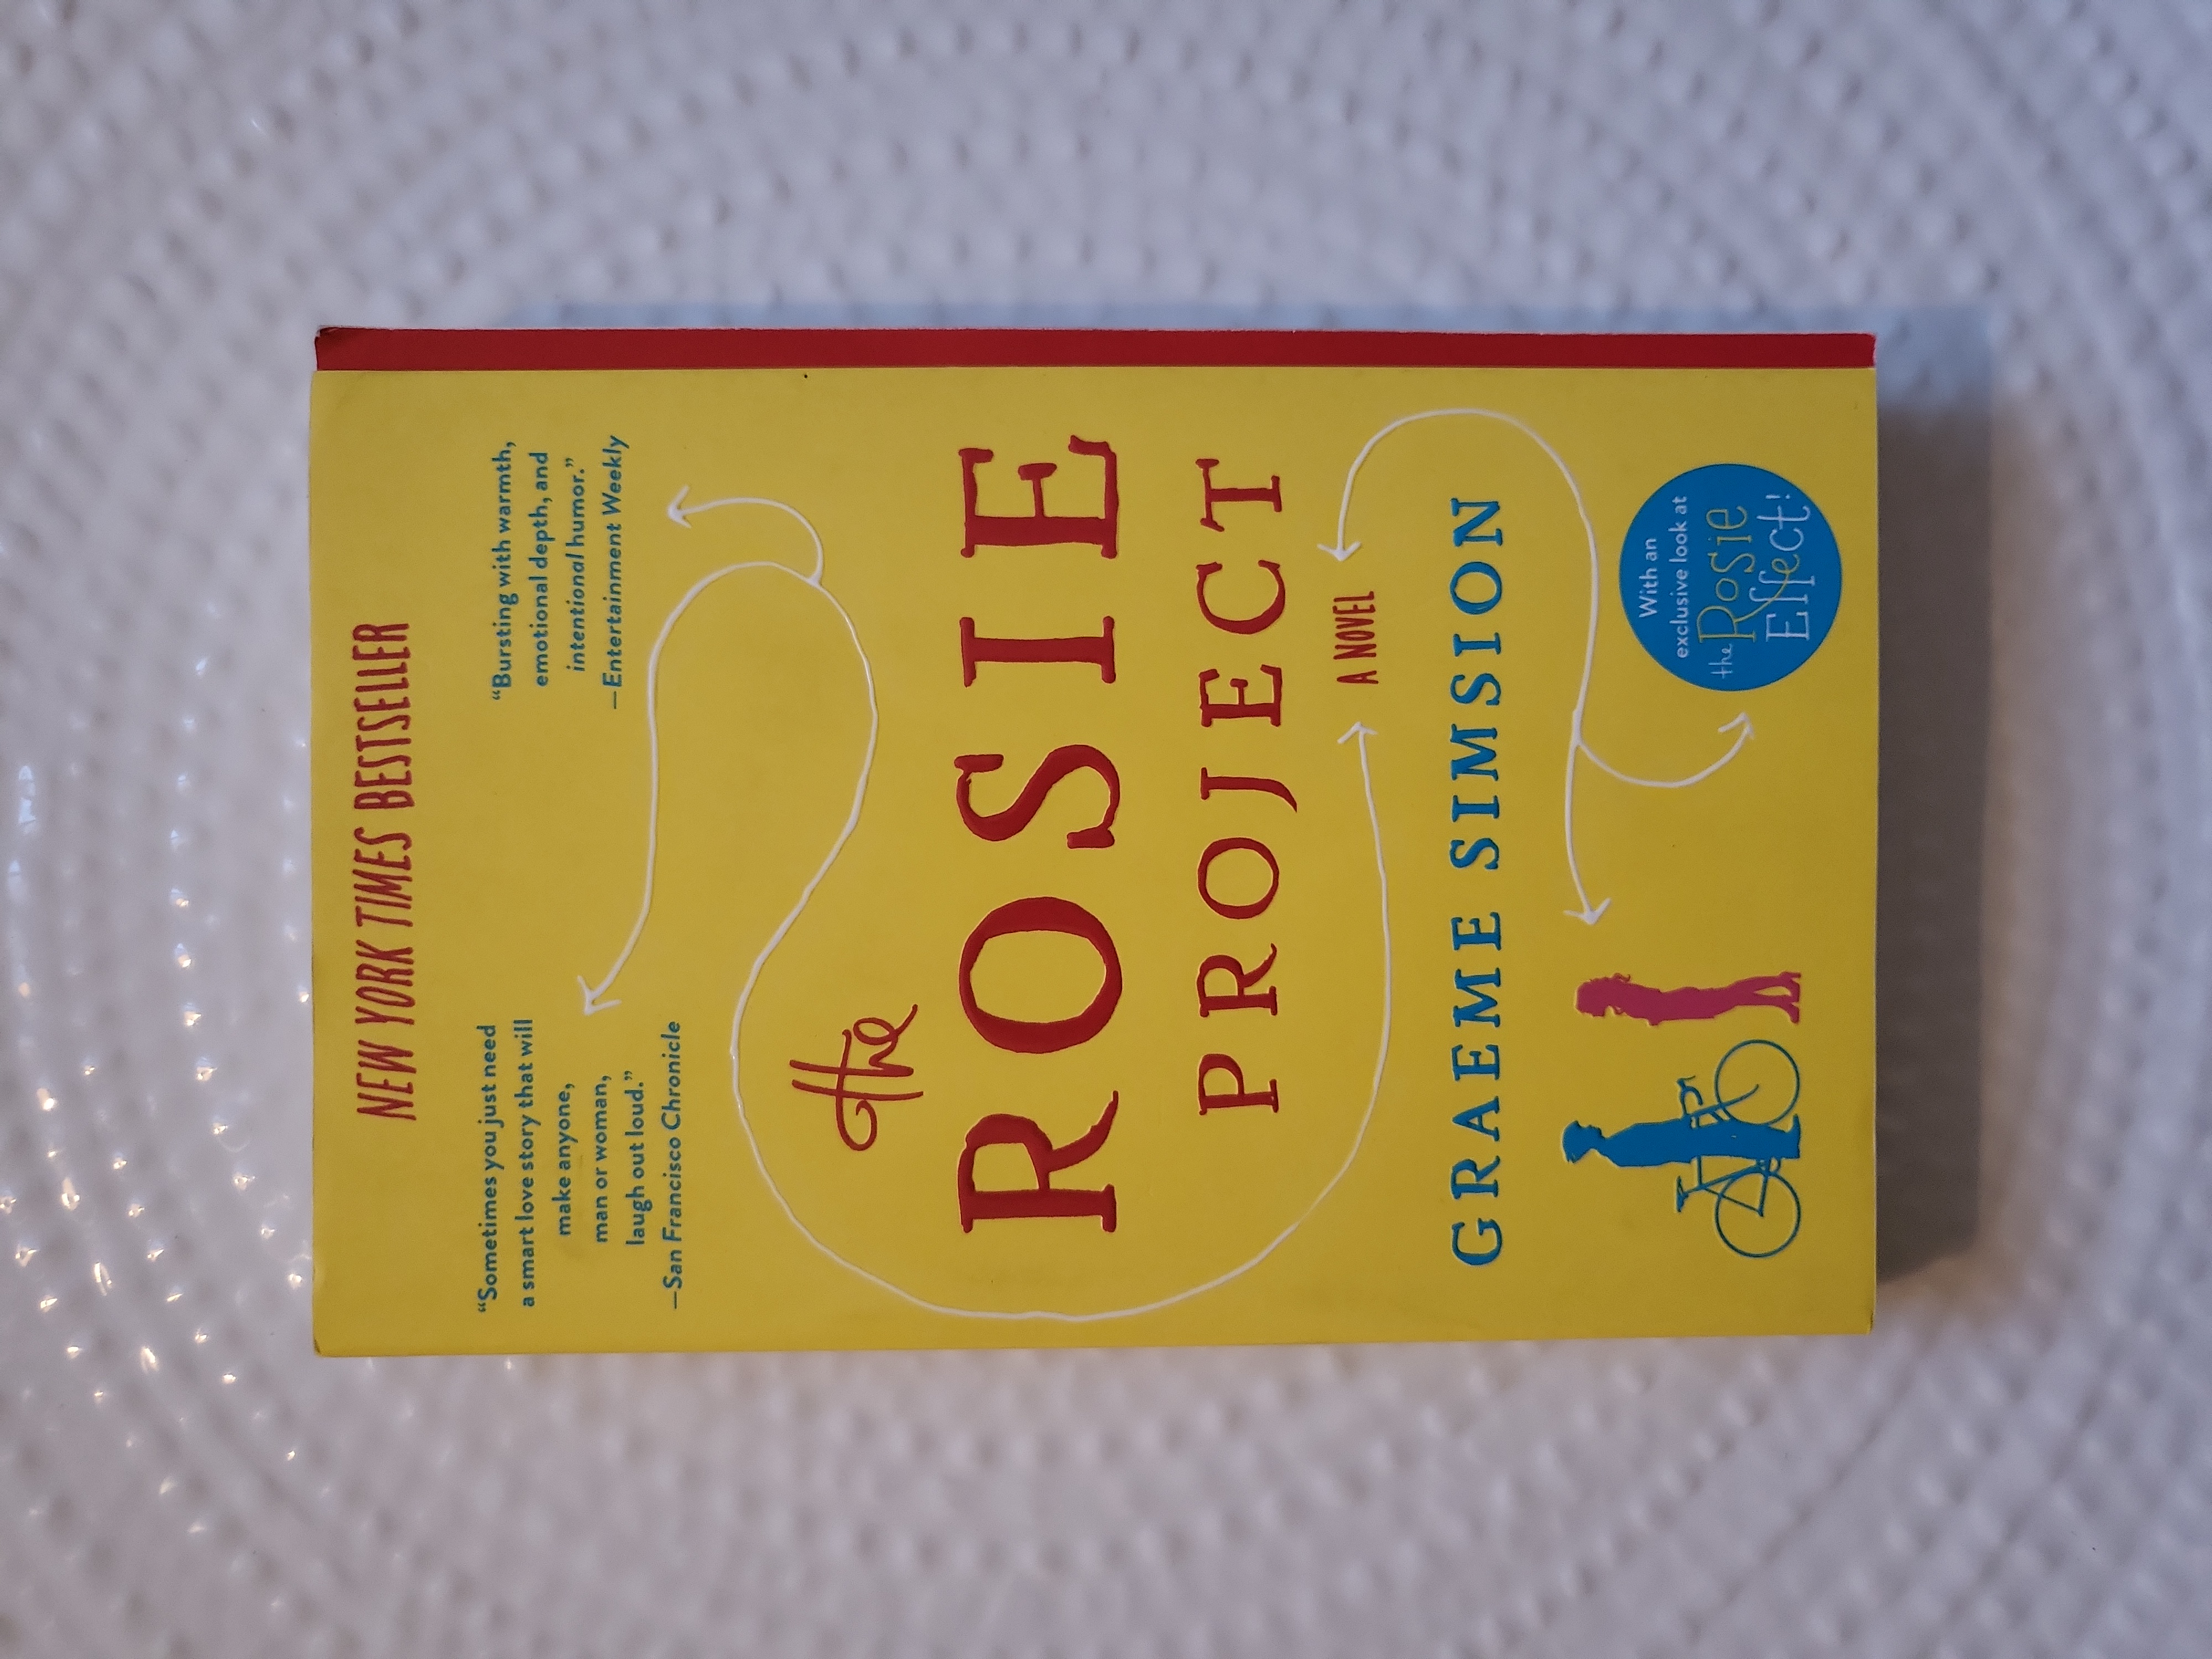 NEW YORK TIMES BESTSELLER
“Sometimes you just need
a smart love story that will
make anyone,
man or woman,
laugh out loud.”
—San Francisco Chronicle
“Bursting with warmth,
emotional depth, and
intentional humor.”
—Entertainment Weekly
the
ROSIE
PROJECT
A NOVEL
GRAEME SIMSION
With an
exclusive look at
the Rosie
Effect!